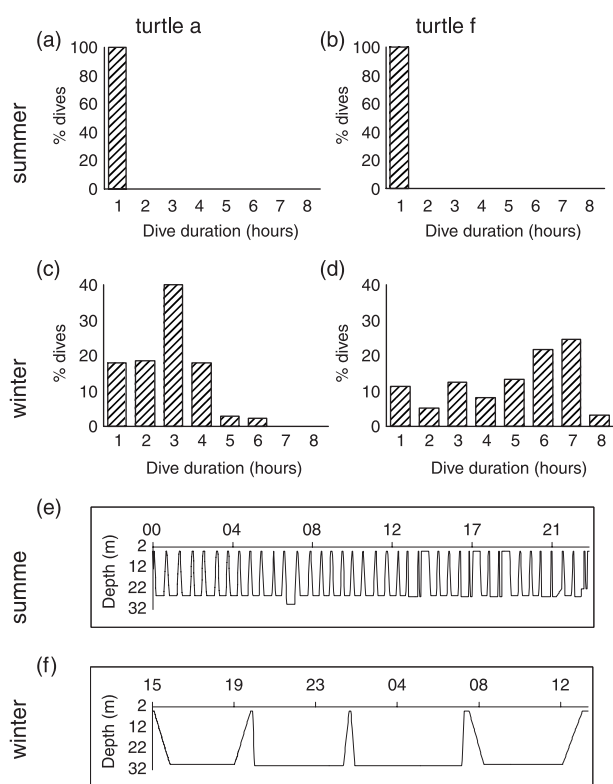 turtle a
turtle f
(a)
(b)
summer
% dives
100
80
60
40
20
0
1 2 3 4 5 6 7 8
Dive duration (hours)
% dives
100
80
60
40
20
0
1 2 3 4 5 6 7 8
Dive duration (hours)
(c)
(d)
winter
% dives
40
30
20
10
0
1 2 3 4 5 6 7 8
Dive duration (hours)
% dives
40
30
20
10
0
1 2 3 4 5 6 7 8
Dive duration (hours)
(e)
summe
00 04 08 12 17 21
Depth (m)
2
12
22
32
(f)
winter
15 19 23 04 08 12
Depth (m)
2
12
22
32